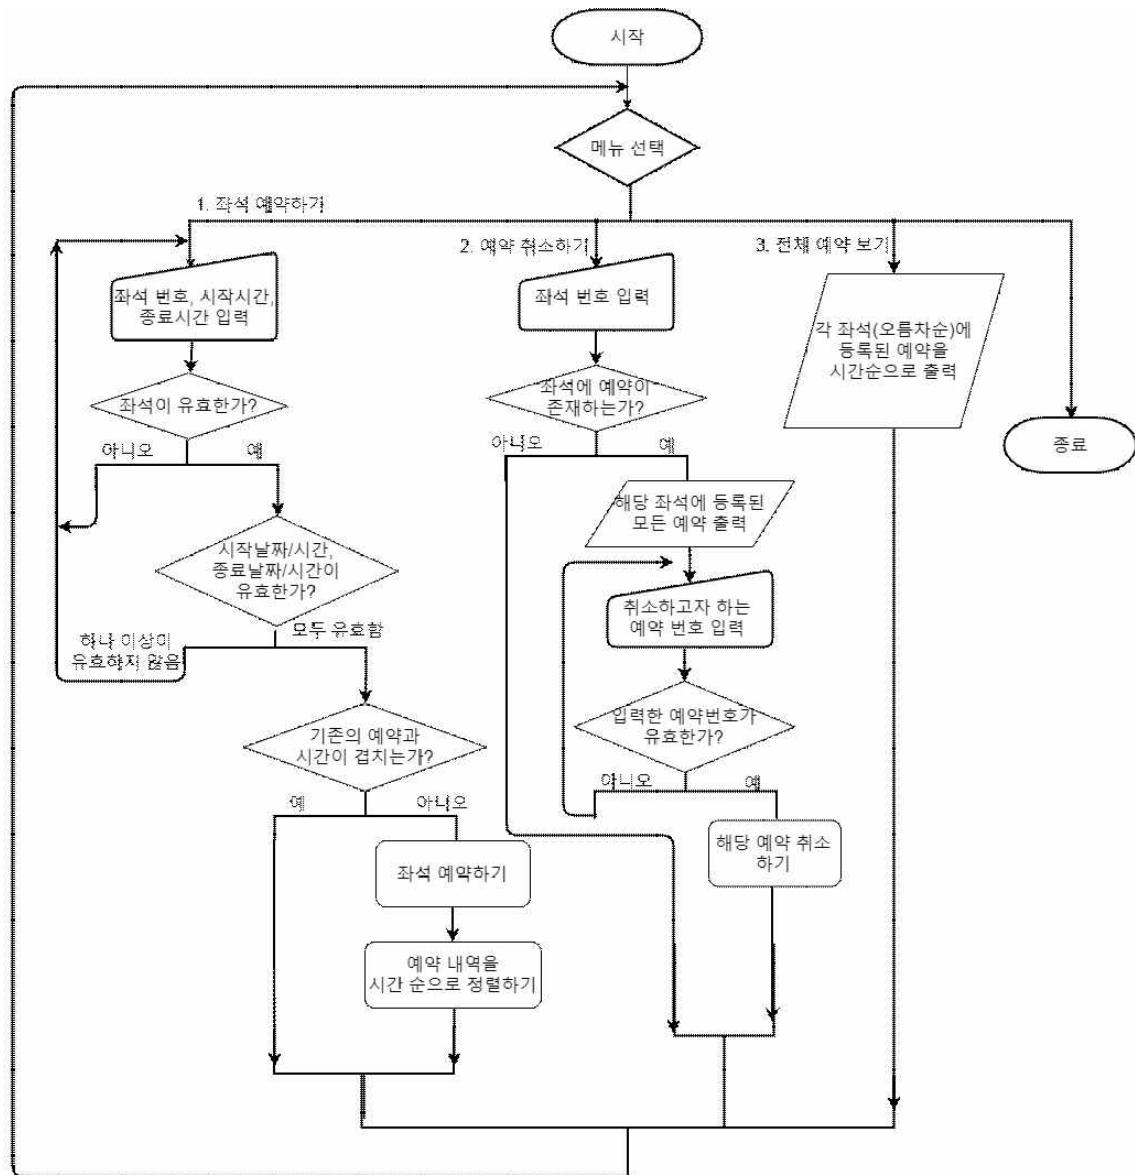 시작
메뉴 선택
1. 좌석 예약하기
2. 예약 취소하기
3. 전체 예약 보기
좌석 번호, 시작시간,
종료시간 입력
좌석 번호 입력
각 좌석(오름차순)에
등록된 예약을
시간순으로 출력
좌석이 유효한가?
좌석에 예약이
존재하는가?
종료
아니오
예
아니오
예
해당 좌석에 등록된
모든 예약 출력
시작날짜/시간,
종료날짜/시간이
유효한가?
취소하고자 하는
예약 번호 입력
하나 이상이
유효하지 않음
모두 유효함
입력한 예약번호가
유효한가?
기존의 예약과
시간이 겹치는가?
아니오
예
예
아니오
해당 예약 취소
하기
좌석 예약하기
예약 내역을
시간 순으로 정렬하기